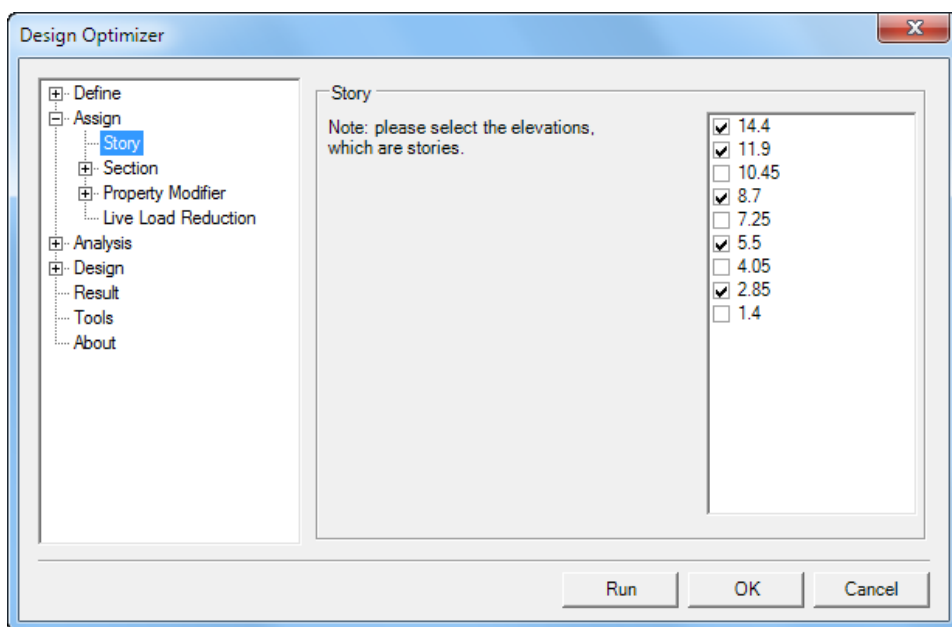 Design Optimizer
Define
Assign
Story
Section
Property Modifier
Live Load Reduction
Analysis
Design
Result
Tools
About
Story
Note: please select the elevations,
which are stories.
14.4
11.9
10.45
8.7
7.25
5.5
4.05
2.85
1.4
Run
OK
Cancel